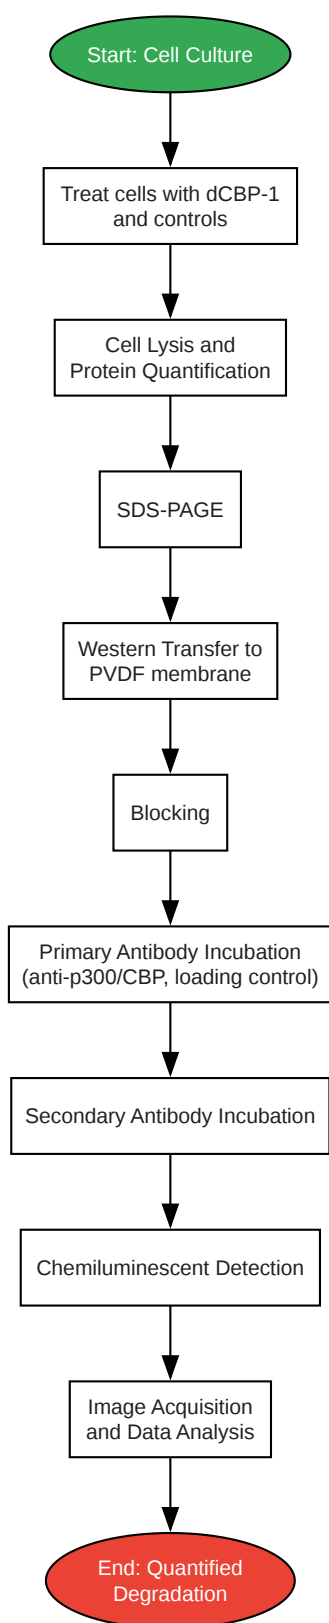 Start: Cell Culture
Treat cells with dCBP-1
and controls
Cell Lysis and
Protein Quantification
SDS-PAGE
Western Transfer to
PVDF membrane
Blocking
Primary Antibody Incubation
(anti-p300/CBP, loading control)
Secondary Antibody Incubation
Chemiluminescent Detection
Image Acquisition
and Data Analysis
End: Quantified
Degradation